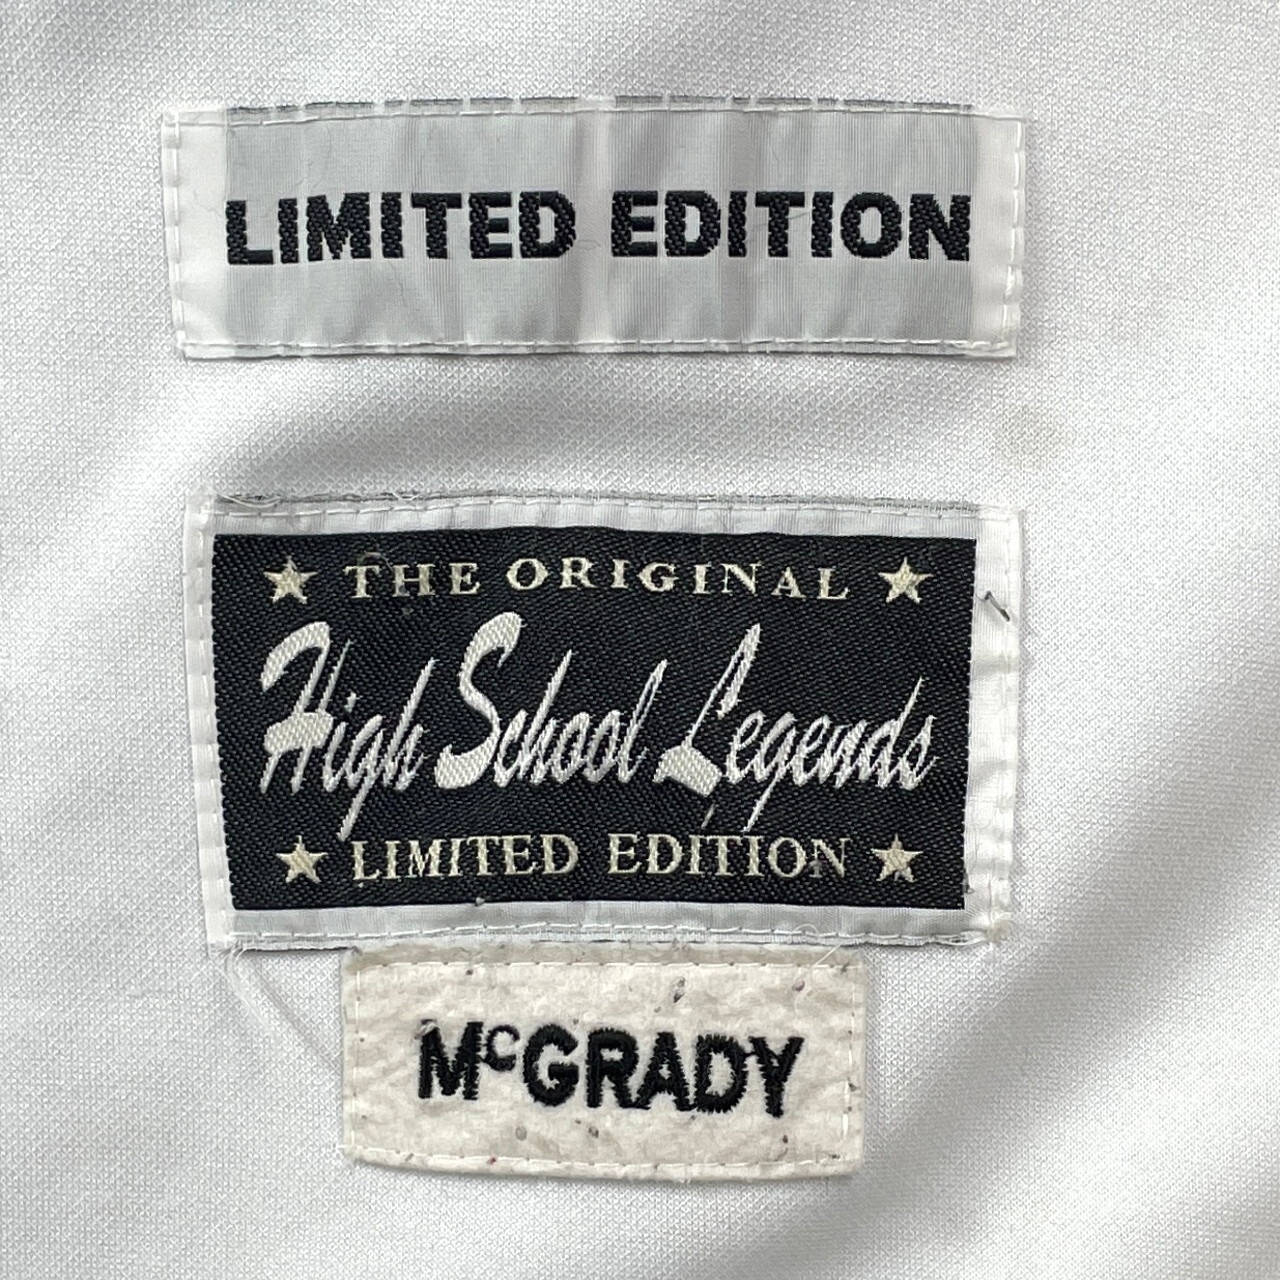 LIMITED EDITION
THE ORIGINAL
High School Legends
LIMITED EDITION
McGRADY